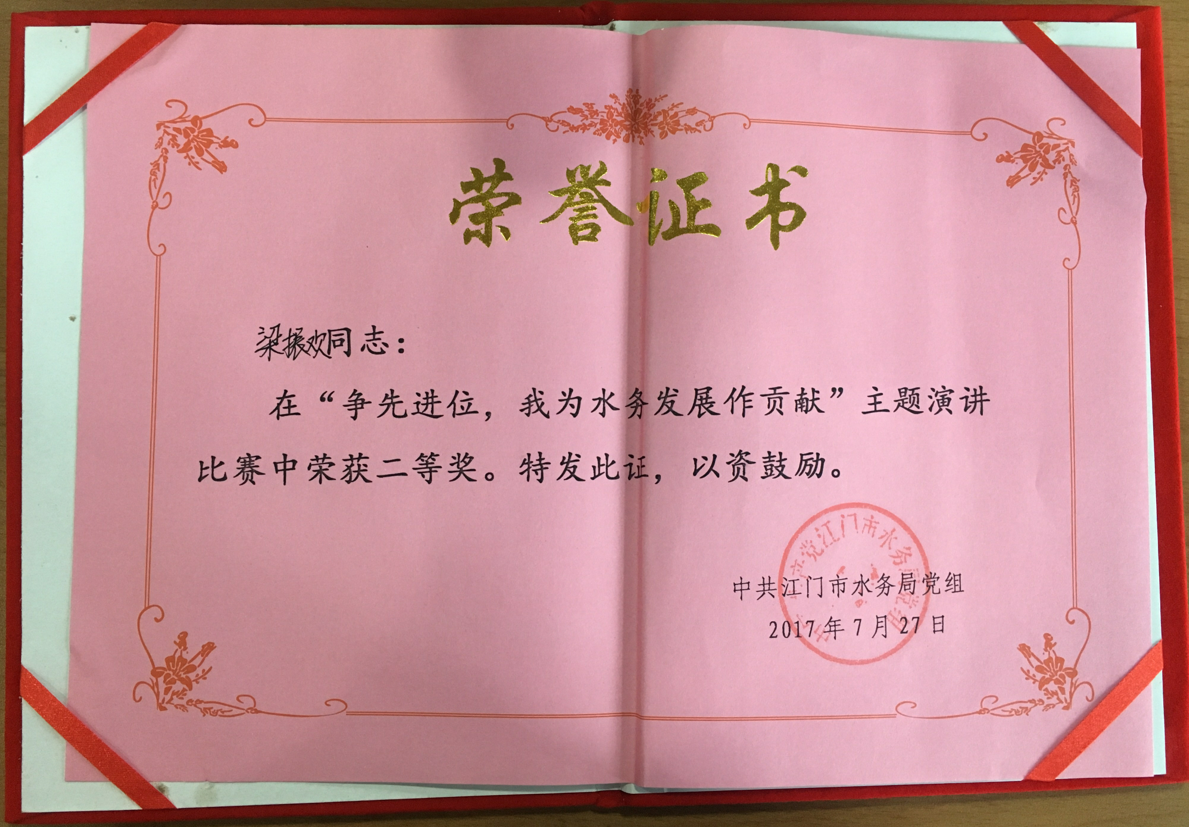 荣誉证书
梁振欢同志：
在“争先进位，我为水务发展作贡献”主题演讲
比赛中荣获二等奖。特发此证，以资鼓励。
中共江门市水务局党组
2017年7月27日